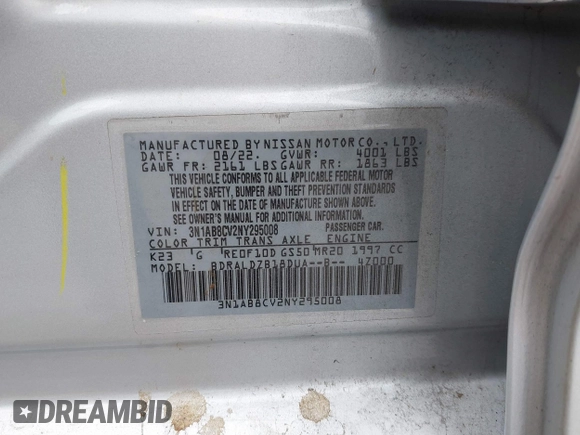 MANUFACTURED BY NISSAN MOTOR CO., LTD.
DATE: 08/22. GVWR: 4001 LBS
GAWR FR: 2161 LBS GAWR RR: 1863 LBS
THIS VEHICLE CONFORMS TO ALL APPLICABLE FEDERAL MOTOR
VEHICLE SAFETY, BUMPER AND THEFT PREVENTION STANDARDS
IN EFFECT ON THE DATE OF MANUFACTURE SHOWN ABOVE.
SEE OWNER'S MANUAL FOR ADDITIONAL INFORMATION.
VIN: 3N1AB8CV2NY295008 PASSENGER CAR.
COLOR TRIM TRANS AXLE ENGINE
K23 G RE0F10D GS50 MR20 1997 CC
MODEL: BDRALDZB18DUA--B-- 47000
3N1AB8CV2NY295008
DREAMBID